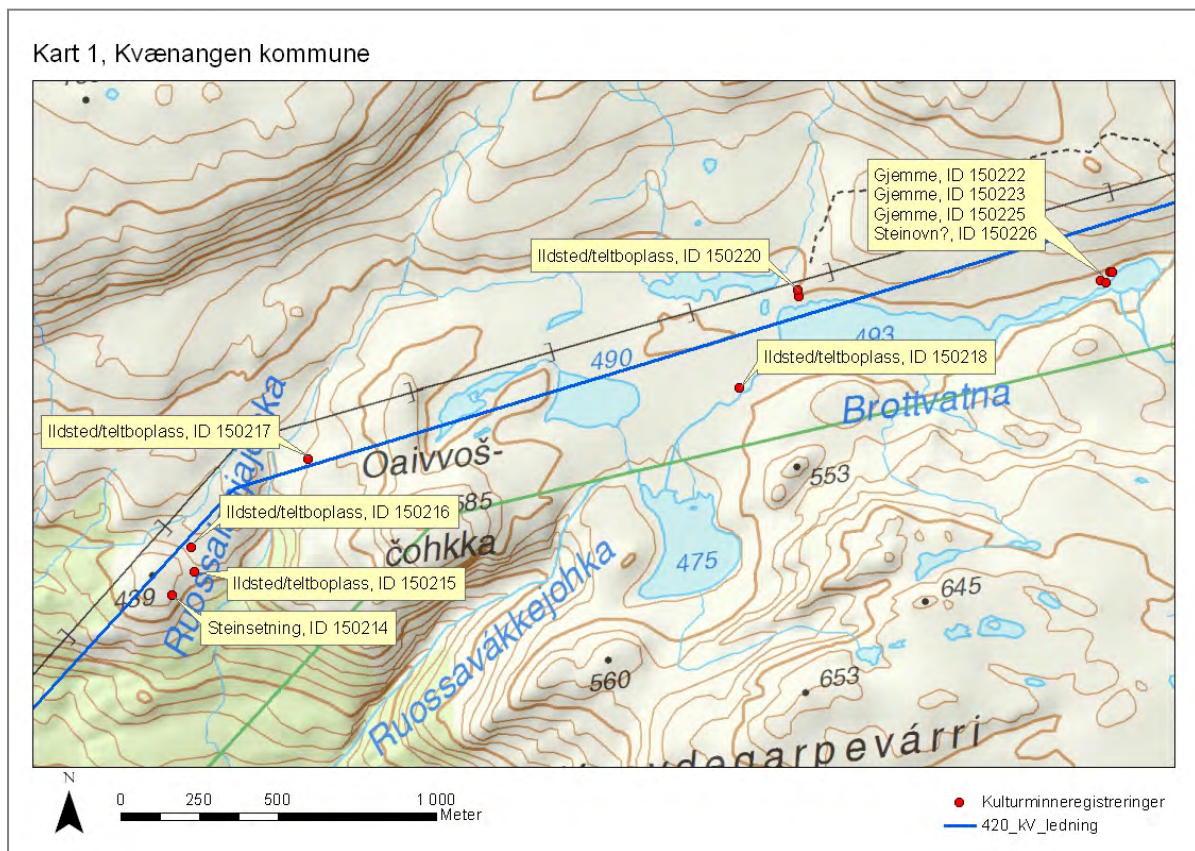 Kart 1, Kvænangen kommune
Gjemme, ID 150222
Gjemme, ID 150223
Gjemme, ID 150225
Steinovn?, ID 150226
Ildsted/teltboplass, ID 150220
493
490
Ildsted/teltboplass, ID 150218
Brottvatna
Ildsted/teltboplass, ID 150217
Oaivvoš-
čohkka
553
585
Ildsted/teltboplass, ID 150216
475
Ildsted/teltboplass, ID 150215
439
645
Steinsetning, ID 150214
Ruossavákkejohka
560
653
N
0 250 500 1 000
Meter
Kulturminneregistreringer
420_kV_ledning